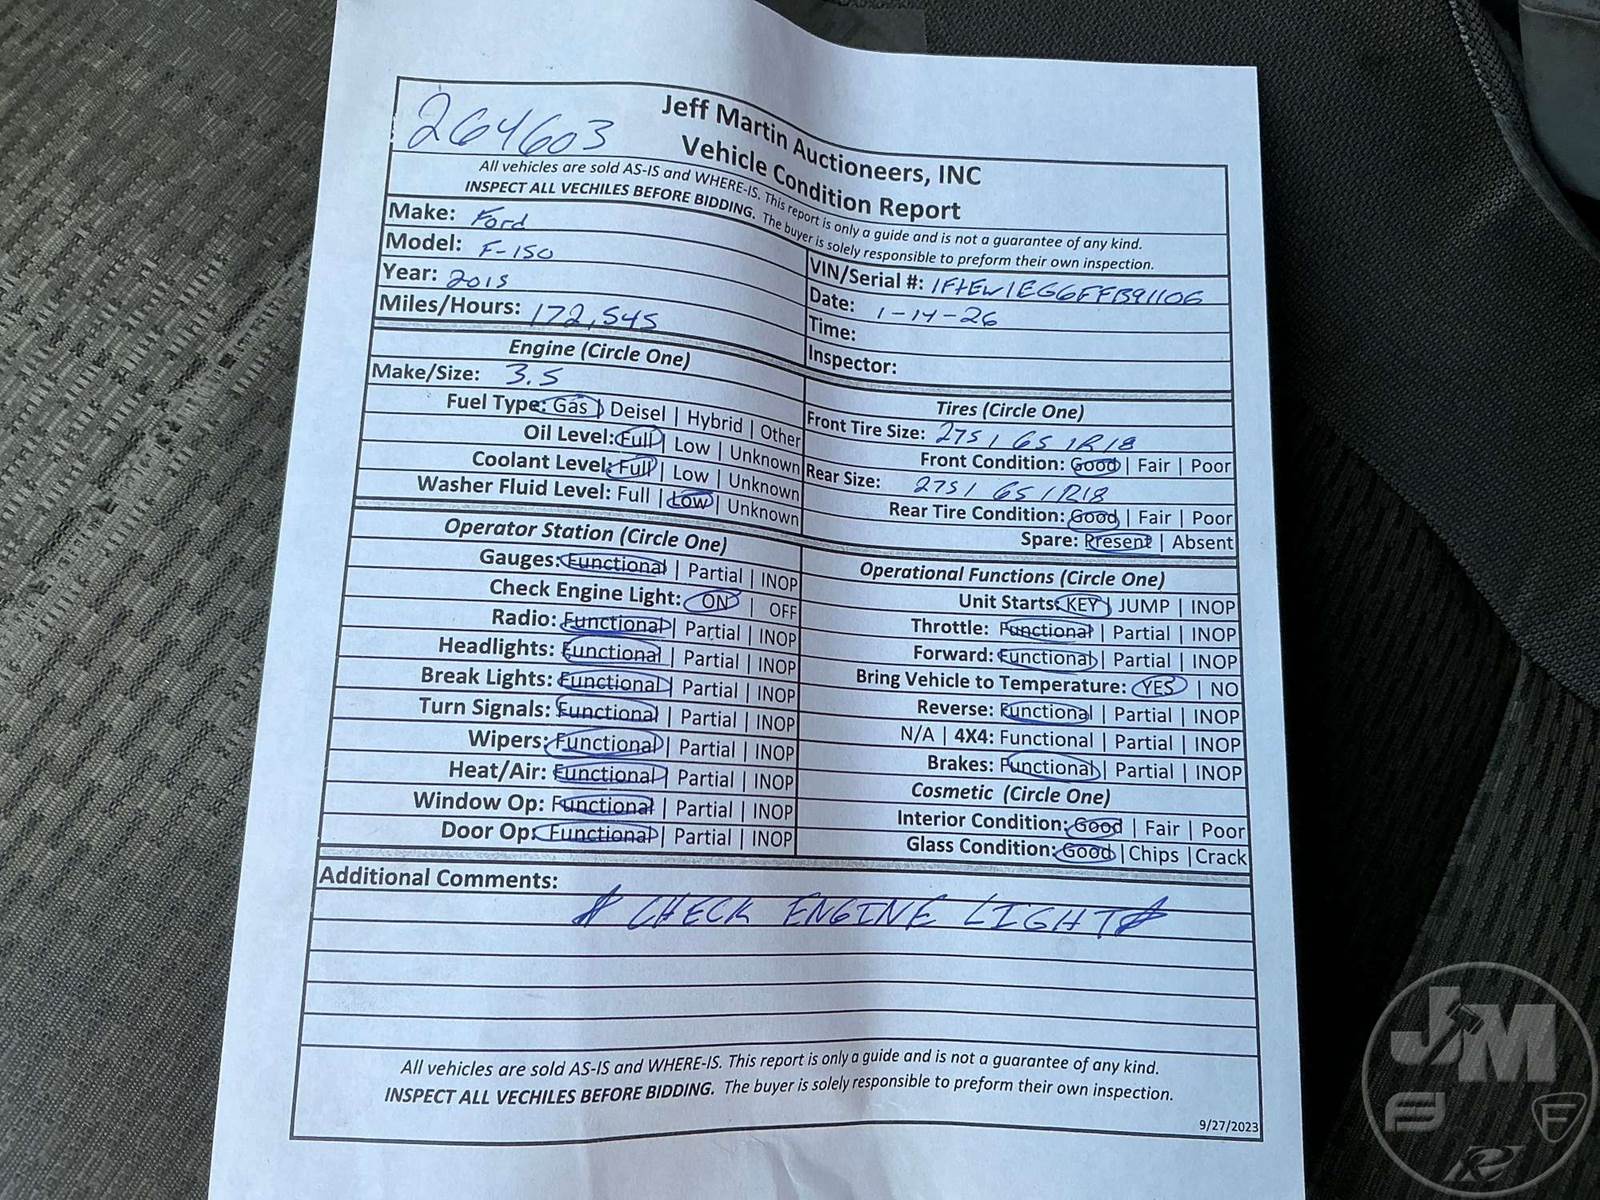 264603
Jeff Martin Auctioneers, INC
Vehicle Condition Report
All vehicles are sold AS-IS and WHERE-IS. This report is only a guide and is not a guarantee of any kind.
INSPECT ALL VECHILES BEFORE BIDDING. The buyer is solely responsible to preform their own inspection.
Make: Ford
Model: F-150
Year: 2015
Miles/Hours: 172,545
VIN/Serial #: 1FtEW1EG6FFB91106
Date: 1-14-26
Time:
Inspector:
Engine (Circle One)
Make/Size: 3.5
Fuel Type: Gas | Deisel | Hybrid | Other
Oil Level: Full | Low | Unknown
Coolant Level: Full | Low | Unknown
Washer Fluid Level: Full | Low | Unknown
Tires (Circle One)
Front Tire Size: 275 / 65 / R 18
Front Condition: Good | Fair | Poor
Rear Size: 275 / 65 / R18
Rear Tire Condition: Good | Fair | Poor
Spare: Present | Absent
Operator Station (Circle One)
Gauges: Functional | Partial | INOP
Check Engine Light: ON | OFF
Radio: Functional | Partial | INOP
Headlights: Functional | Partial | INOP
Break Lights: Functional | Partial | INOP
Turn Signals: Functional | Partial | INOP
Wipers: Functional | Partial | INOP
Heat/Air: Functional | Partial | INOP
Window Op: Functional | Partial | INOP
Door Op: Functional | Partial | INOP
Operational Functions (Circle One)
Unit Starts: KEY | JUMP | INOP
Throttle: Functional | Partial | INOP
Forward: Functional | Partial | INOP
Bring Vehicle to Temperature: YES | NO
Reverse: Functional | Partial | INOP
N/A | 4X4: Functional | Partial | INOP
Brakes: Functional | Partial | INOP
Cosmetic (Circle One)
Interior Condition: Good | Fair | Poor
Glass Condition: Good | Chips | Crack
Additional Comments:
* CHECK ENGINE LIGHT *
All vehicles are sold AS-IS and WHERE-IS. This report is only a guide and is not a guarantee of any kind.
INSPECT ALL VECHILES BEFORE BIDDING. The buyer is solely responsible to preform their own inspection.
9/27/2023
JM